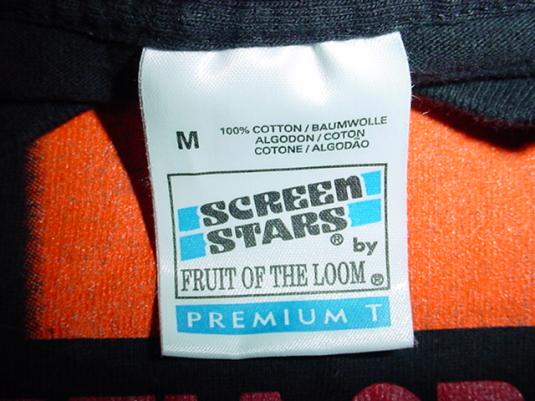 M
100% COTTON / BAUMWOLLE
ALGODON / COTON
COTONE / ALGODÃO
SCREEN
STARS® by
FRUIT OF THE LOOM®
PREMIUM T